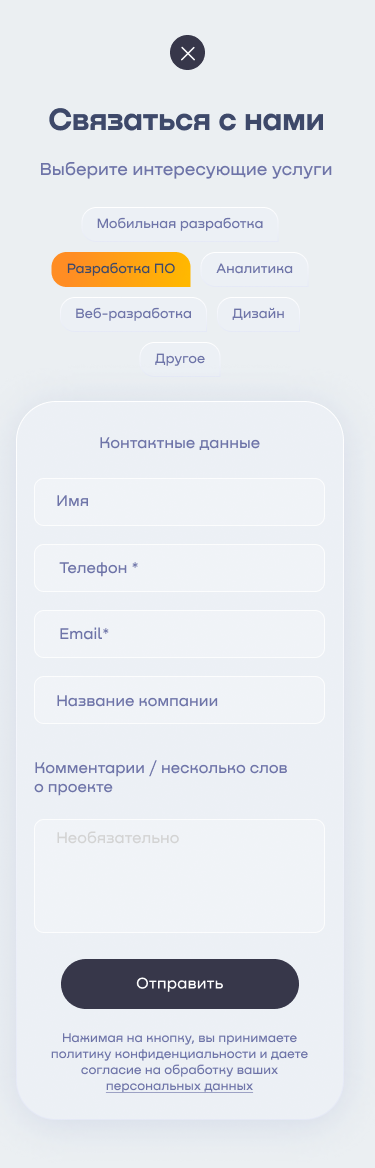 Связаться с нами
Выберите интересующие услуги
Мобильная разработка
Разработка ПО
Аналитика
Веб-разработка
Дизайн
Другое
Контактные данные
Имя
Телефон *
Email*
Название компании
Комментарии / несколько слов
о проекте
Необязательно
Отправить
Нажимая на кнопку, вы принимаете
политику конфиденциальности и даете
согласие на обработку ваших
персональных данных